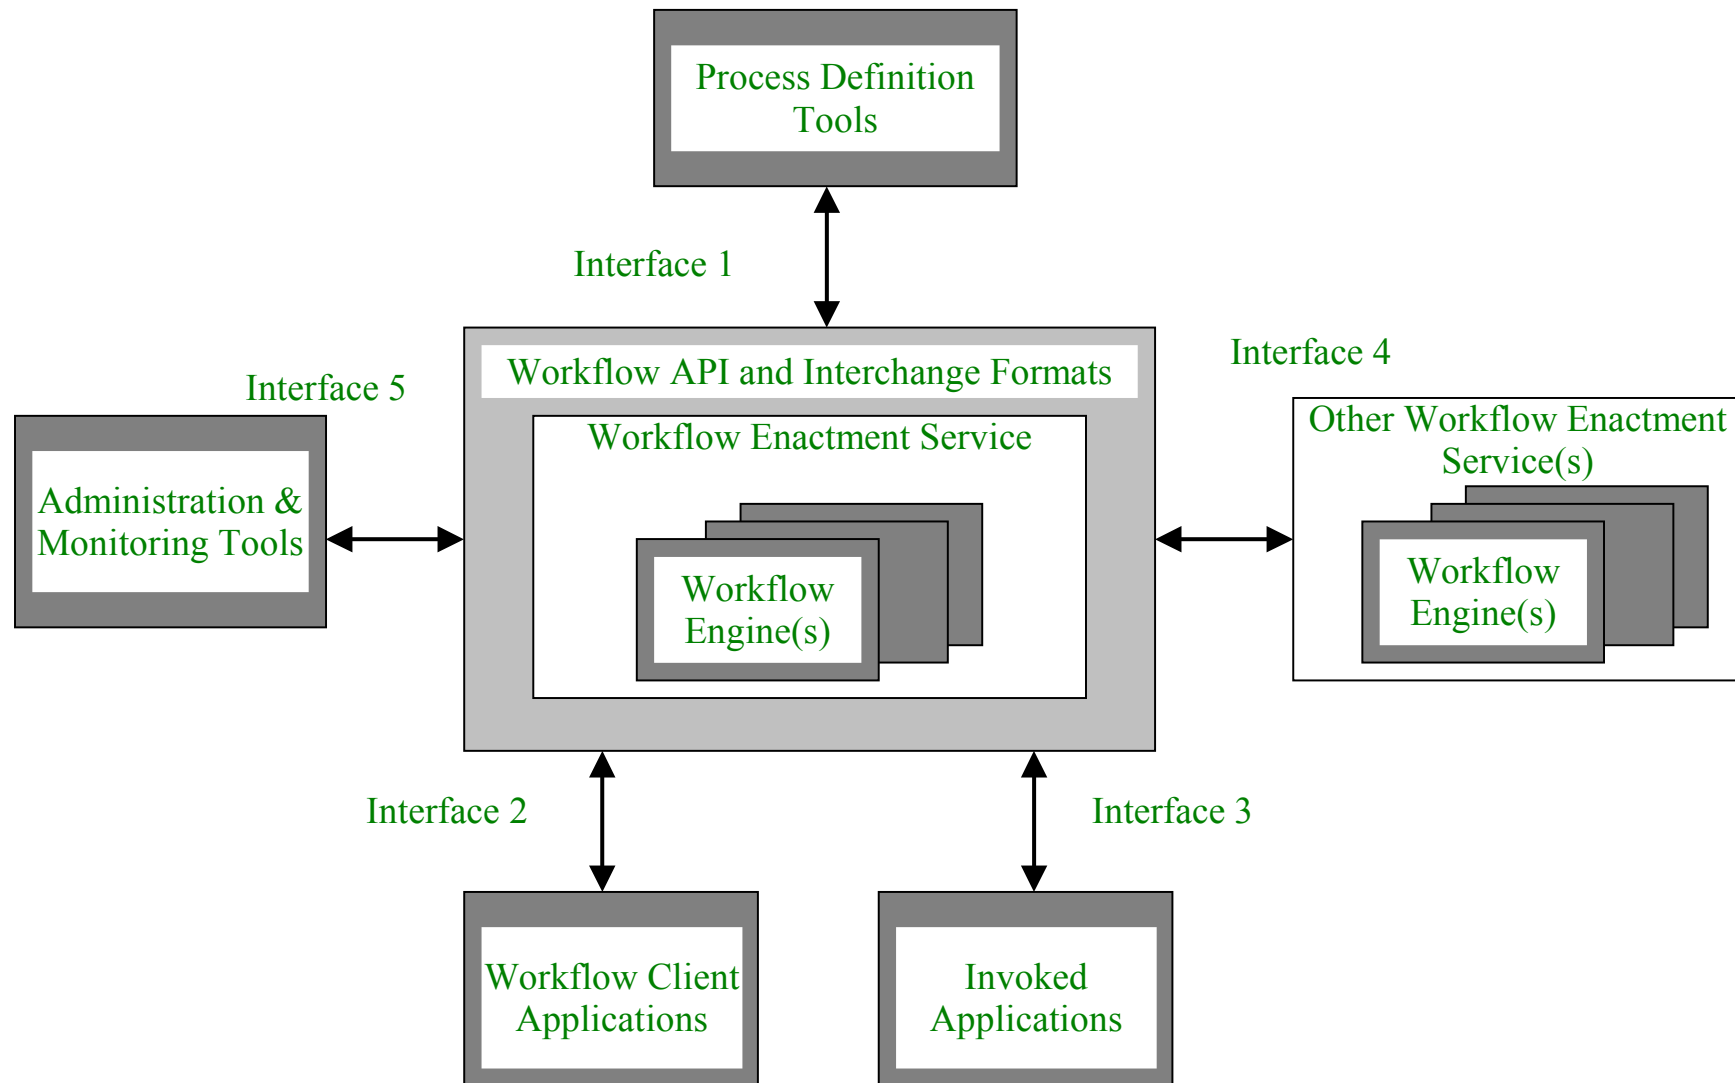 Process Definition
Tools
Interface 1
Interface 4
Workflow API and Interchange Formats
Interface 5
Other Workflow Enactment
Service(s)
Workflow Enactment Service
Administration &
Monitoring Tools
Workflow
Engine(s)
Workflow
Engine(s)
Interface 2
Interface 3
Workflow Client
Applications
Invoked
Applications